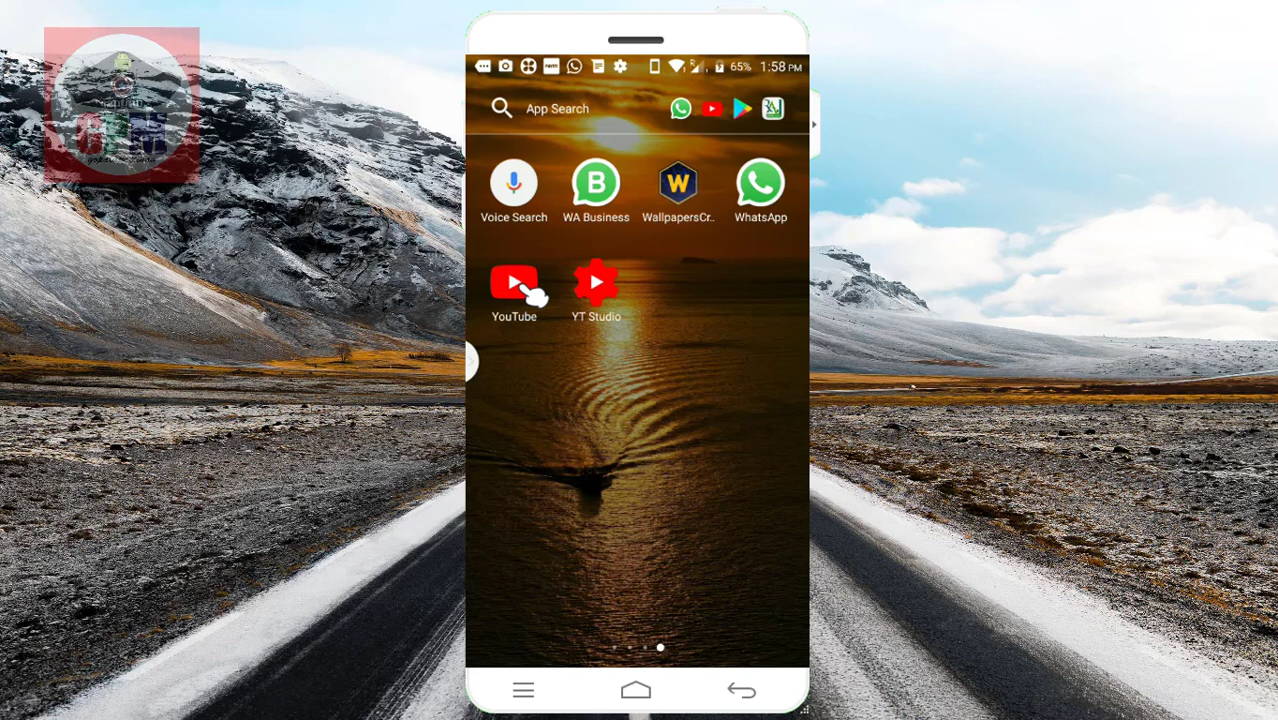 65% 1:58 PM
App Search
Voice Search
WA Business
WallpapersCr..
WhatsApp
YouTube
YT Studio